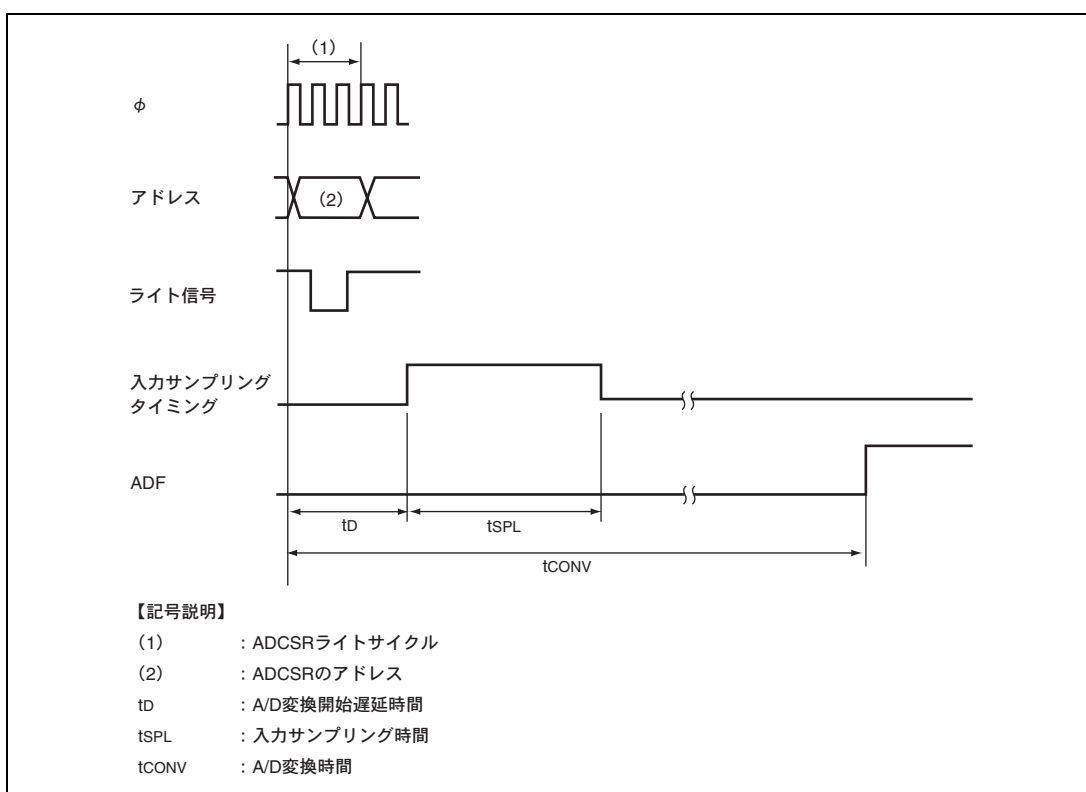 (1)
φ
アドレス
(2)
ライト信号
入力サンプリング
タイミング
ADF
tD
tSPL
tCONV
【記号説明】
(1) : ADCSRライトサイクル
(2) : ADCSRのアドレス
tD : A/D変換開始遅延時間
tSPL : 入力サンプリング時間
tCONV : A/D変換時間